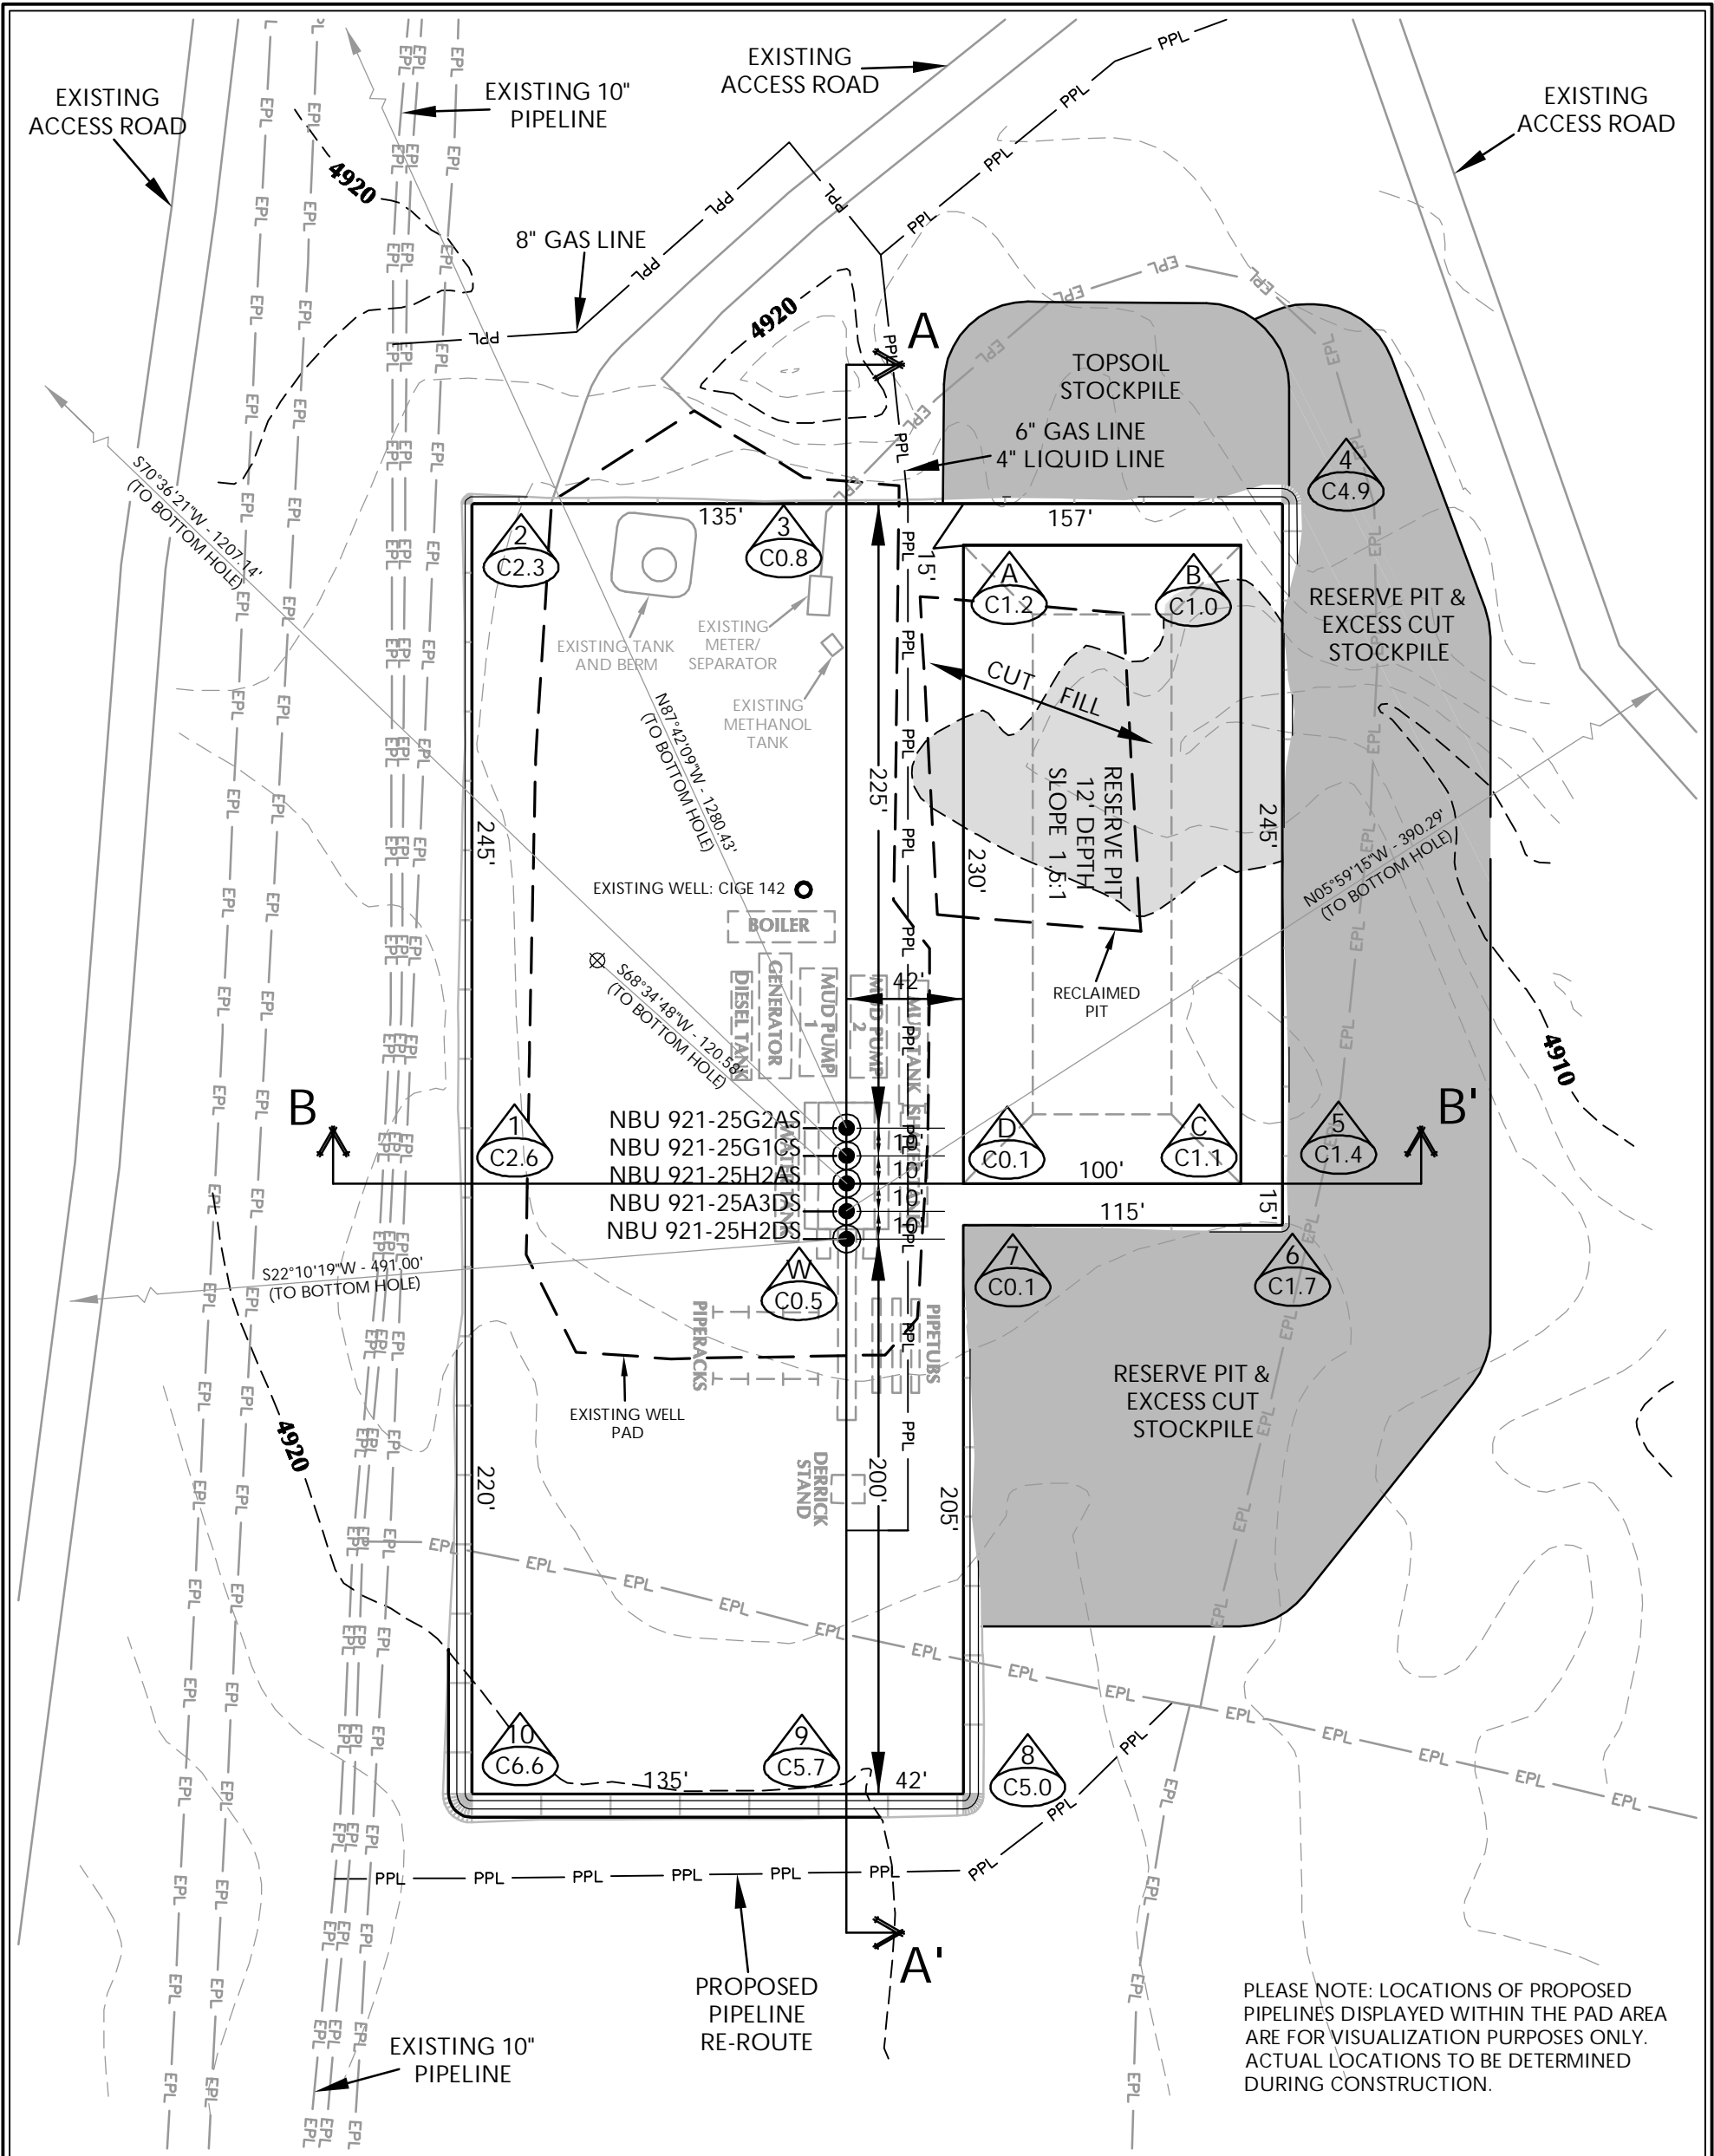 EXISTING
ACCESS ROAD
EXISTING 10"
PIPELINE
EXISTING
ACCESS ROAD
EXISTING
ACCESS ROAD
PPL
EPL
4920
8" GAS LINE
4920
A
TOPSOIL
STOCKPILE
6" GAS LINE
4" LIQUID LINE
S70°36'21"W - 1207.14'
(TO BOTTOM HOLE)
4
C4.9
135'
157'
2
C2.3
3
C0.8
15'
A
C1.2
B
C1.0
RESERVE PIT &
EXCESS CUT
STOCKPILE
EXISTING TANK
AND BERM
EXISTING
METER/
SEPARATOR
EXISTING
METHANOL
TANK
CUT
FILL
N87°42'09"W - 1280.43'
(TO BOTTOM HOLE)
225'
RESERVE PIT
12' DEPTH
SLOPE 1.5:1
245'
230'
245'
N05°59'15"W - 390.29'
(TO BOTTOM HOLE)
EXISTING WELL: CIGE 142
BOILER
S68°34'48"W - 120.58'
(TO BOTTOM HOLE)
DIESEL TANK
GENERATOR
MUD PUMP
1
MUD PUMP
2
MUD TANK
42'
RECLAIMED
PIT
4910
B
B'
1
C2.6
NBU 921-25G2AS
NBU 921-25G1CS
NBU 921-25H2AS
NBU 921-25A3DS
NBU 921-25H2DS
10'
15'
10'
10'
D
C0.1
C
C1.1
5
C1.4
100'
115'
15'
S22°10'19"W - 491.00'
(TO BOTTOM HOLE)
W
C0.5
7
C0.1
6
C1.7
PIPERACKS
PIPETUBS
EXISTING WELL
PAD
RESERVE PIT &
EXCESS CUT
STOCKPILE
4920
220'
DERRICK
STAND
200'
205'
10
C6.6
9
C5.7
8
C5.0
135'
42'
A'
PROPOSED
PIPELINE
RE-ROUTE
EXISTING 10"
PIPELINE
PLEASE NOTE: LOCATIONS OF PROPOSED
PIPELINES DISPLAYED WITHIN THE PAD AREA
ARE FOR VISUALIZATION PURPOSES ONLY.
ACTUAL LOCATIONS TO BE DETERMINED
DURING CONSTRUCTION.